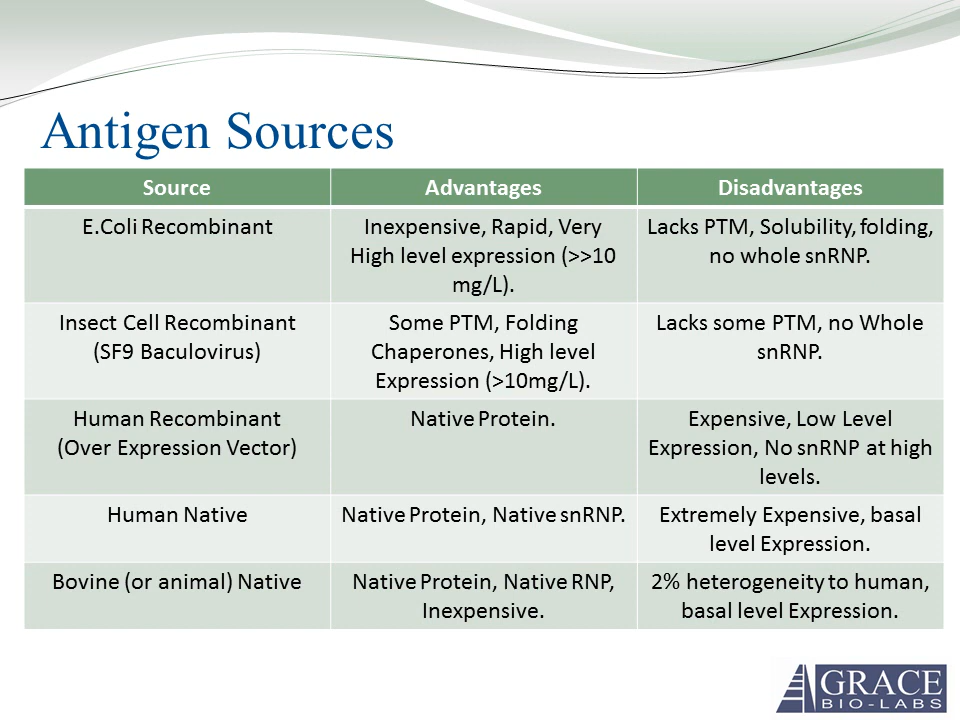 Antigen Sources
Source
Advantages
Disadvantages
E.Coli Recombinant
Inexpensive, Rapid, Very
High level expression (>>10
mg/L).
Lacks PTM, Solubility, folding,
no whole snRNP.
Insect Cell Recombinant
(SF9 Baculovirus)
Some PTM, Folding
Chaperones, High level
Expression (>10mg/L).
Lacks some PTM, no Whole
snRNP.
Human Recombinant
(Over Expression Vector)
Native Protein.
Expensive, Low Level
Expression, No snRNP at high
levels.
Human Native
Native Protein, Native snRNP.
Extremely Expensive, basal
level Expression.
Bovine (or animal) Native
Native Protein, Native RNP,
Inexpensive.
2% heterogeneity to human,
basal level Expression.
GRACE
BIO-LABS